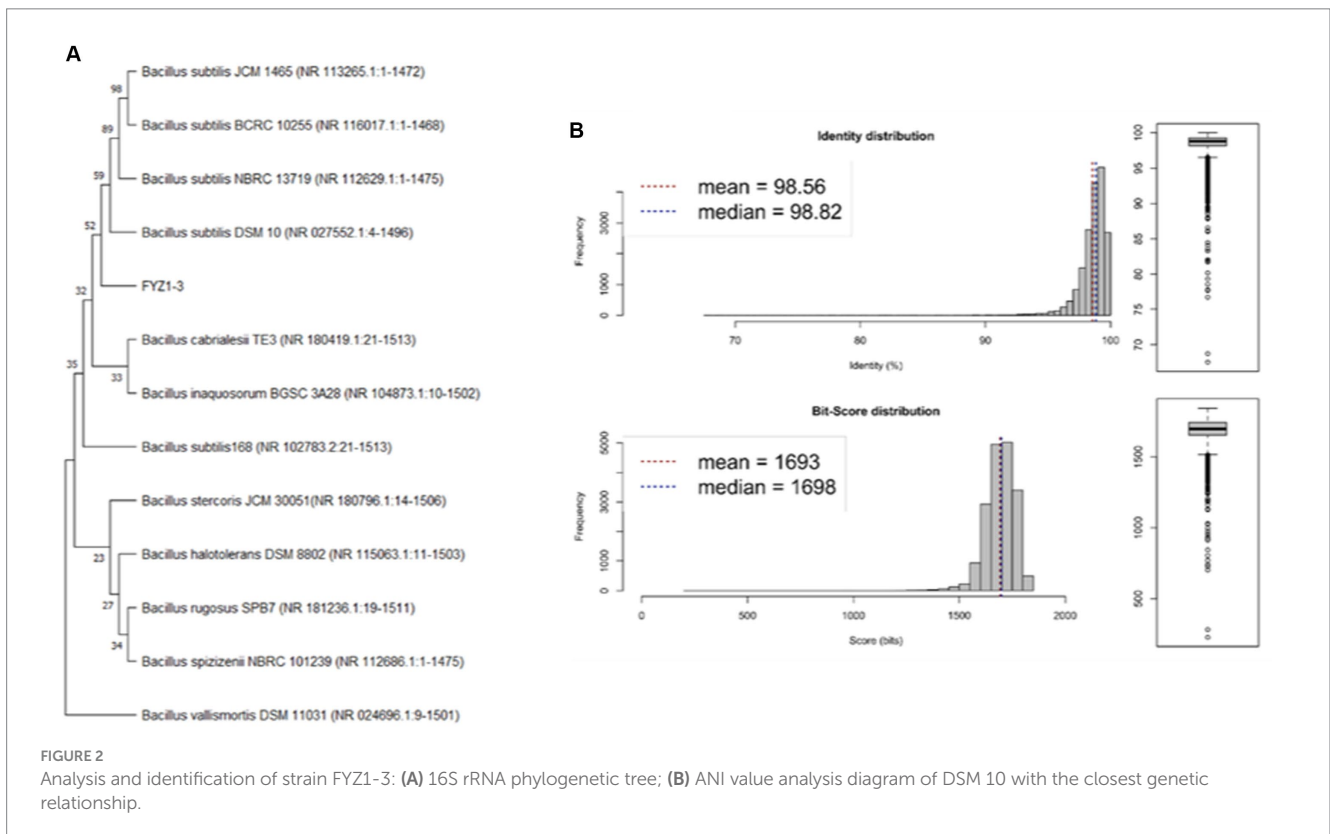 A
98
Bacillus subtilis JCM 1465 (NR 113265.1:1-1472)
89
Bacillus subtilis BCRC 10255 (NR 116017.1:1-1468)
59
Bacillus subtilis NBRC 13719 (NR 112629.1:1-1475)
52
Bacillus subtilis DSM 10 (NR 027552.1:4-1496)
32
FYZ1-3
35
Bacillus cabrialesii TE3 (NR 180419.1:21-1513)
33
Bacillus inaquosorum BGSC 3A28 (NR 104873.1:10-1502)
Bacillus subtilis168 (NR 102783.2:21-1513)
Bacillus stercoris JCM 30051(NR 180796.1:14-1506)
23
Bacillus halotolerans DSM 8802 (NR 115063.1:11-1503)
27
Bacillus rugosus SPB7 (NR 181236.1:19-1511)
34
Bacillus spizizenii NBRC 101239 (NR 112686.1:1-1475)
Bacillus vallismortis DSM 11031 (NR 024696.1:9-1501)
B
Identity distribution
mean = 98.56
median = 98.82
Frequency
0 1000 3000
70 80 90 100
Identity (%)
70 75 80 85 90 95 100
Bit-Score distribution
mean = 1693
median = 1698
Frequency
0 1000 3000 5000
0 500 1000 1500 2000
Score (bits)
500 1000 1500
FIGURE 2
Analysis and identification of strain FYZ1-3: (A) 16S rRNA phylogenetic tree; (B) ANI value analysis diagram of DSM 10 with the closest genetic
relationship.